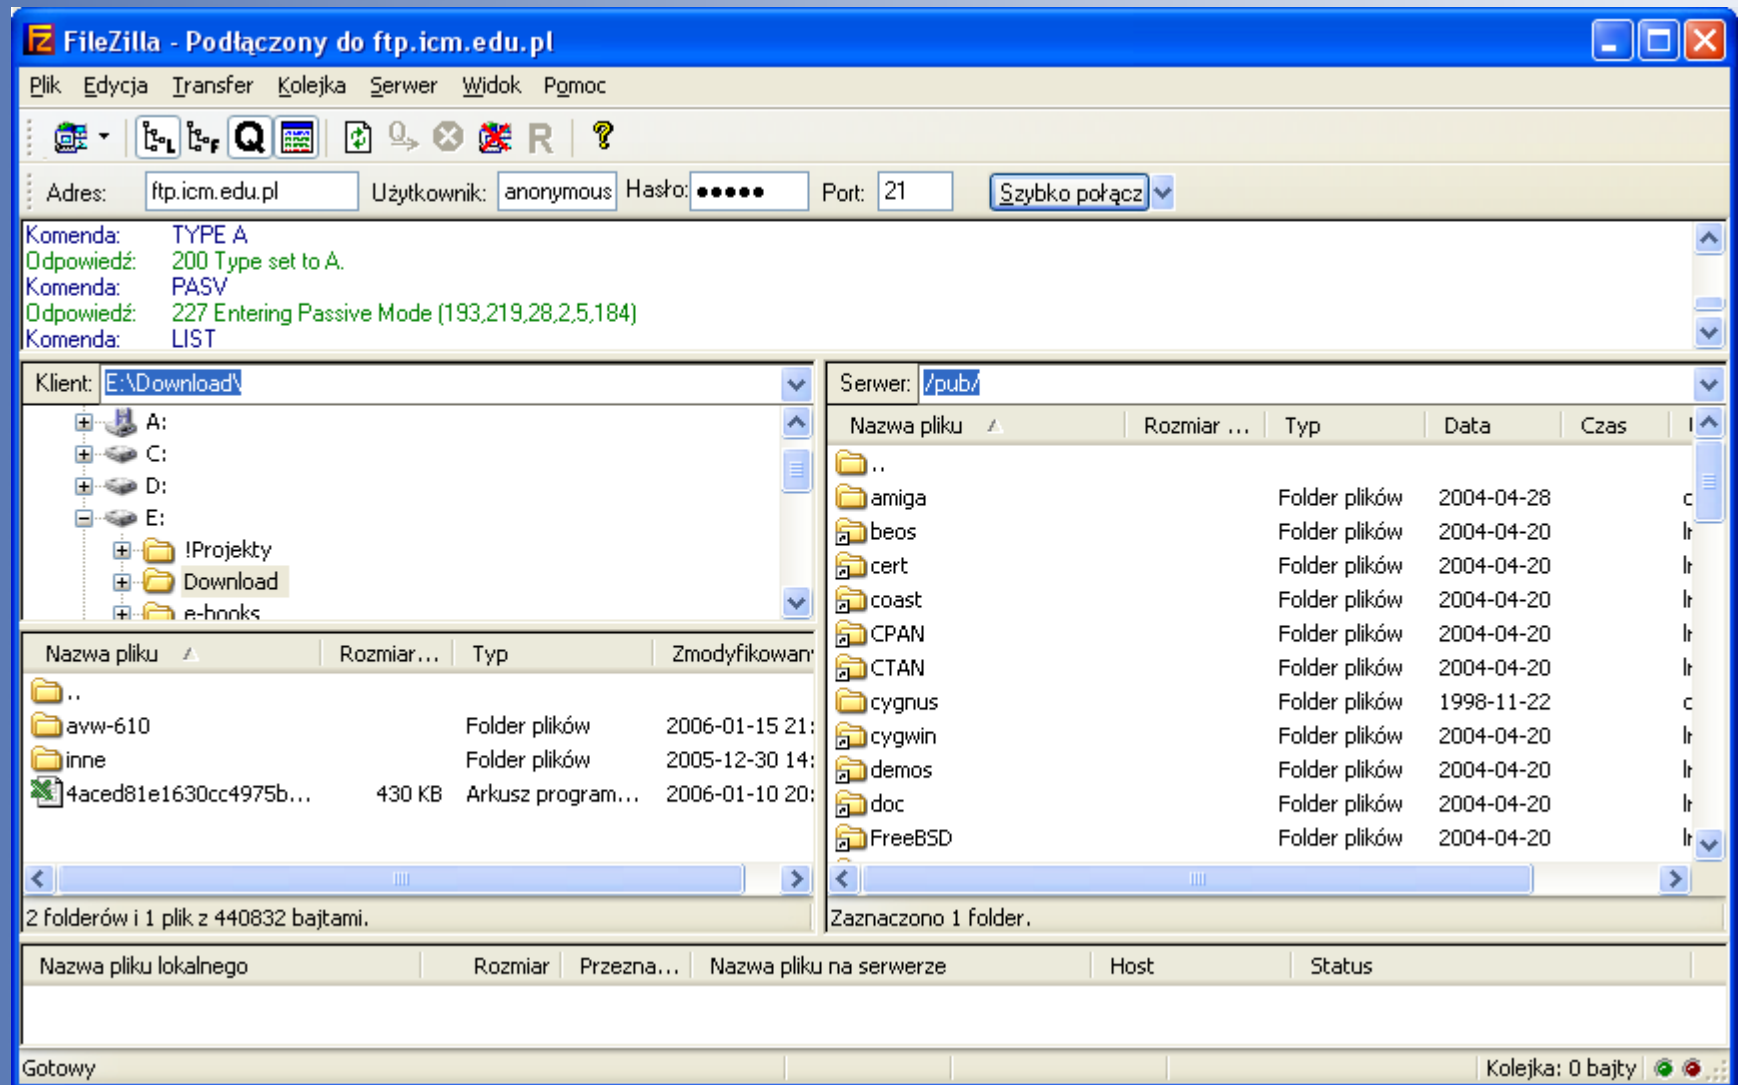 FileZilla - Podłączony do ftp.icm.edu.pl
Plik Edycja Transfer Kolejka Serwer Widok Pomoc
L F Q Q R ?
Adres: ftp.icm.edu.pl Użytkownik: anonymous Hasło: ●●●●● Port: 21 Szybko połącz
Komenda: TYPE A
Odpowiedź: 200 Type set to A.
Komenda: PASV
Odpowiedź: 227 Entering Passive Mode (193,219,28,2,5,184)
Komenda: LIST
Klient: E:\Download\
A:
C:
D:
E:
!Projekty
Download
e-books
Nazwa pliku Rozmiar... Typ Zmodyfikowan
..
avw-610 Folder plików 2006-01-15 21:
inne Folder plików 2005-12-30 14:
4aced81e1630cc4975b... 430 KB Arkusz program... 2006-01-10 20:
2 folderów i 1 plik z 440832 bajtami.
Serwer: /pub/
Nazwa pliku Rozmiar ... Typ Data Czas
..
amiga Folder plików 2004-04-28
beos Folder plików 2004-04-20
cert Folder plików 2004-04-20
coast Folder plików 2004-04-20
CPAN Folder plików 2004-04-20
CTAN Folder plików 2004-04-20
cygnus Folder plików 1998-11-22
cygwin Folder plików 2004-04-20
demos Folder plików 2004-04-20
doc Folder plików 2004-04-20
FreeBSD Folder plików 2004-04-20
Zaznaczono 1 folder.
Nazwa pliku lokalnego Rozmiar Przezna... Nazwa pliku na serwerze Host Status
Gotowy Kolejka: 0 bajty